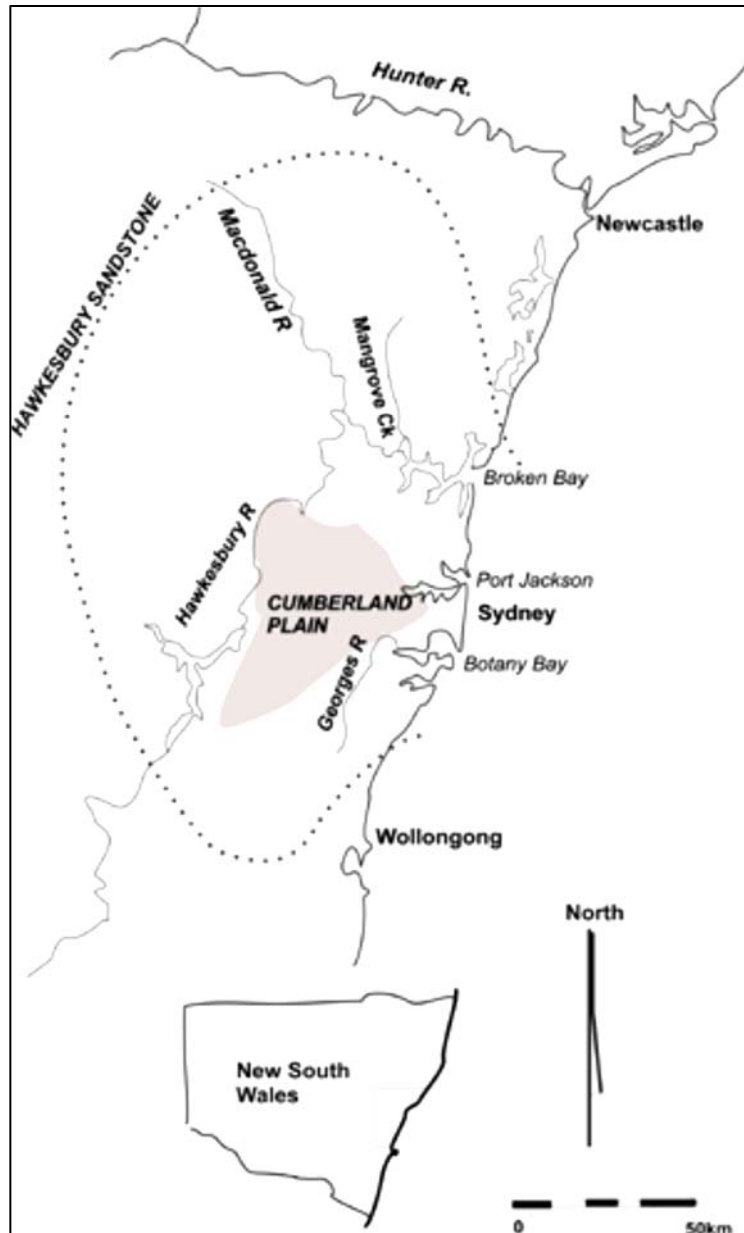 Hunter R.
HAWKESBURY SANDSTONE
Macdonald R
Newcastle
Mangrove Ck
Broken Bay
Hawkesbury R
Port Jackson
CUMBERLAND
PLAIN
Sydney
Georges R
Botany Bay
Wollongong
North
New South
Wales
0
50km